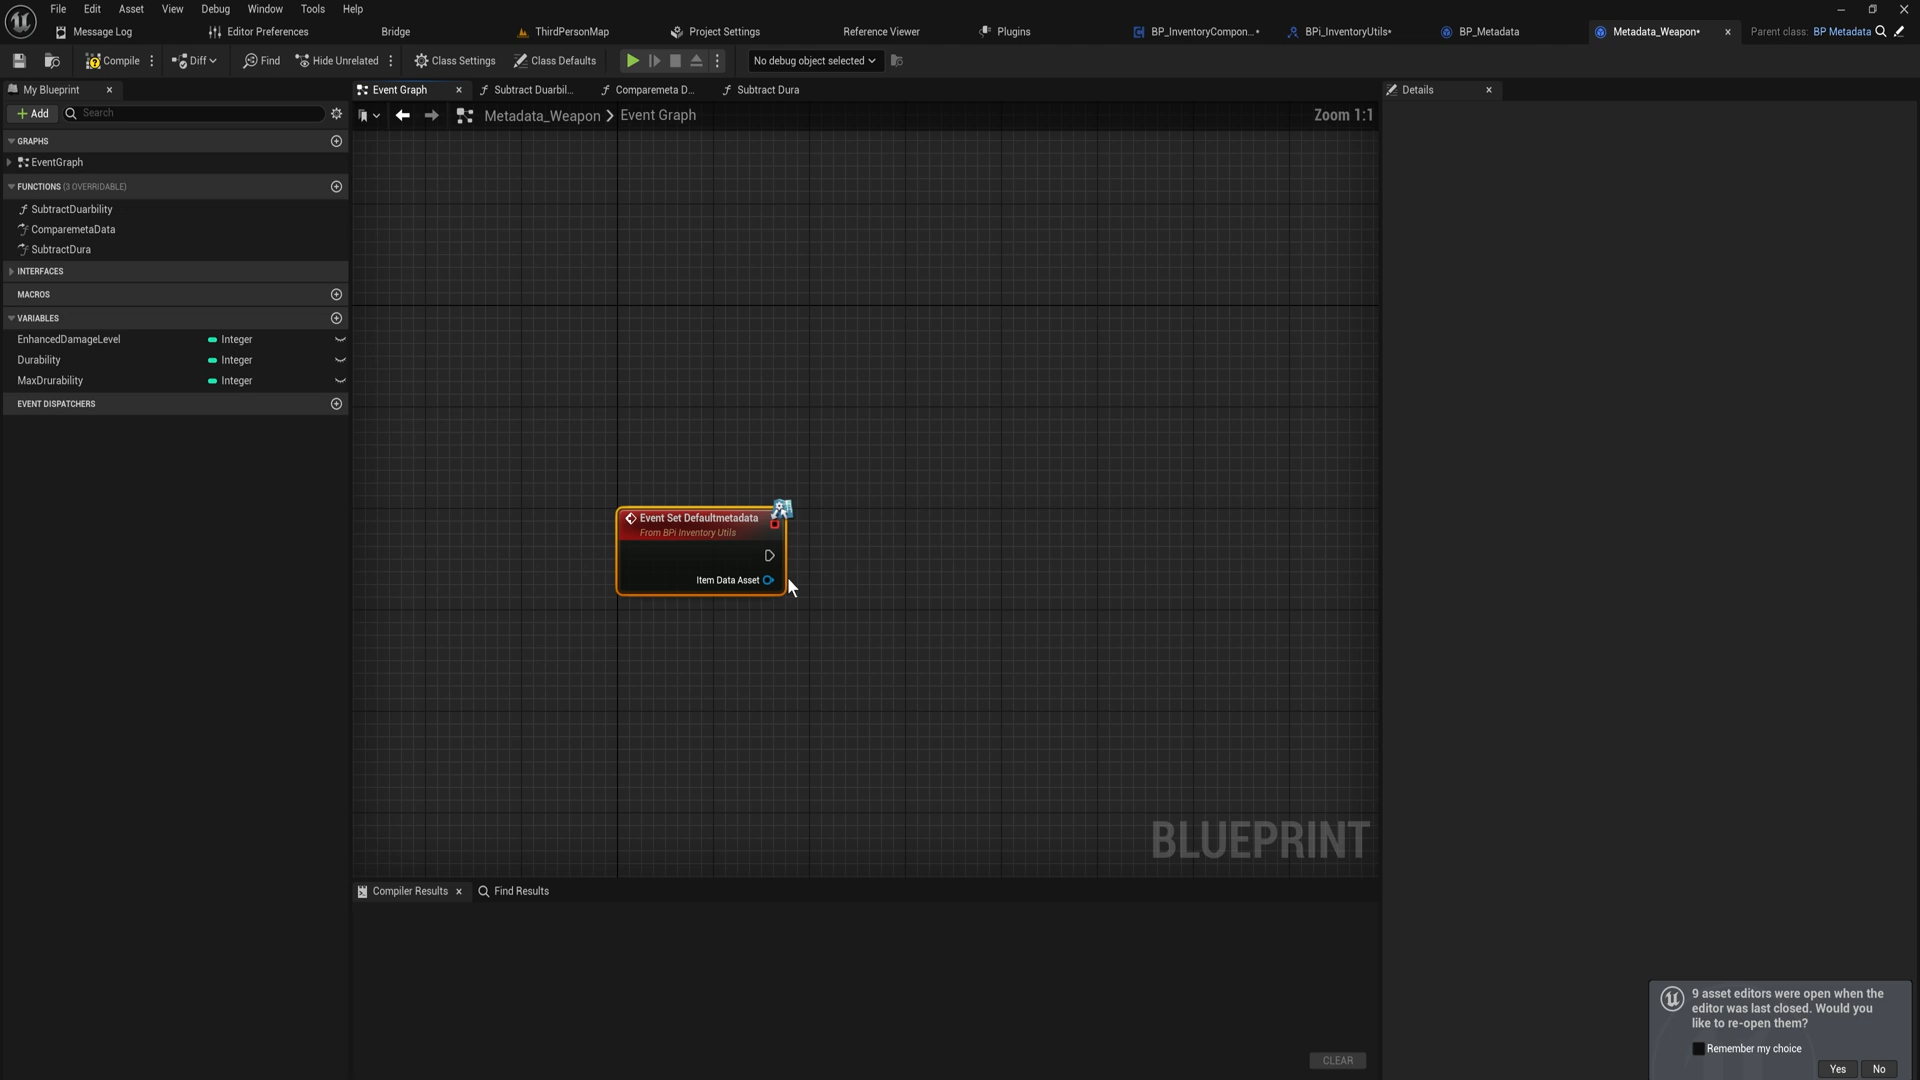 File Edit Asset View Window Debug Tools Help
Message Log Editor Preferences Bridge ThirdPersonMap Project Settings Reference Viewer Plugins BP_InventoryCompon...* BPi_InventoryUtils* BP_Metadata Metadata_Weapon* Parent class: BP Metadata
Compile Diff Find Hide Unrelated Class Settings Class Defaults No debug object selected
My Blueprint Event Graph Subtract Duarbil... Comparemeta D... Subtract Dura Details
+ Add Search Metadata_Weapon > Event Graph Zoom 1:1
GRAPHS
EventGraph
FUNCTIONS (3 OVERRIDABLE)
SubtractDuarbility
ComparemetaData
SubtractDura
INTERFACES
MACROS
VARIABLES
EnhancedDamageLevel Integer
Durability Integer
MaxDrurability Integer
EVENT DISPATCHERS
Event Set Defaultmetadata
From BPi Inventory Utils
Item Data Asset
BLUEPRINT
Compiler Results Find Results
CLEAR
9 asset editors were open when the
editor was last closed. Would you
like to re-open them?
Remember my choice
Yes No